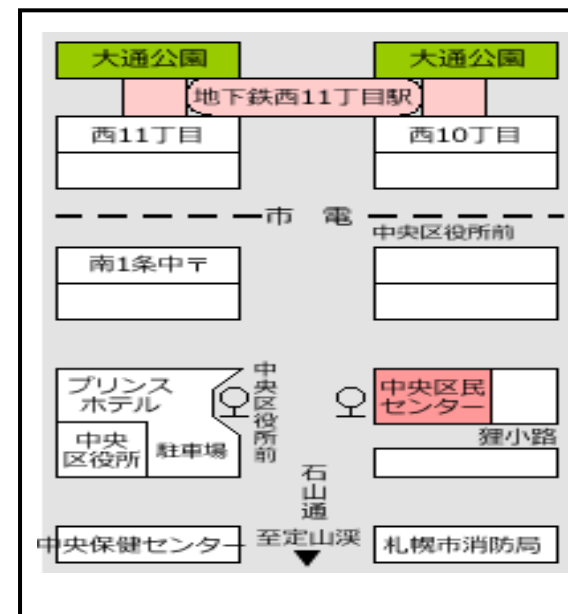 大通公園
大通公園
地下鉄西11丁目駅
西11丁目
西10丁目
市 電
中央区役所前
南1条中〒
プリンス
ホテル
中央区役所前
中央区民
センター
中央
区役所
駐車場
狸小路
石山通
中央保健センター
至定山渓
札幌市消防局